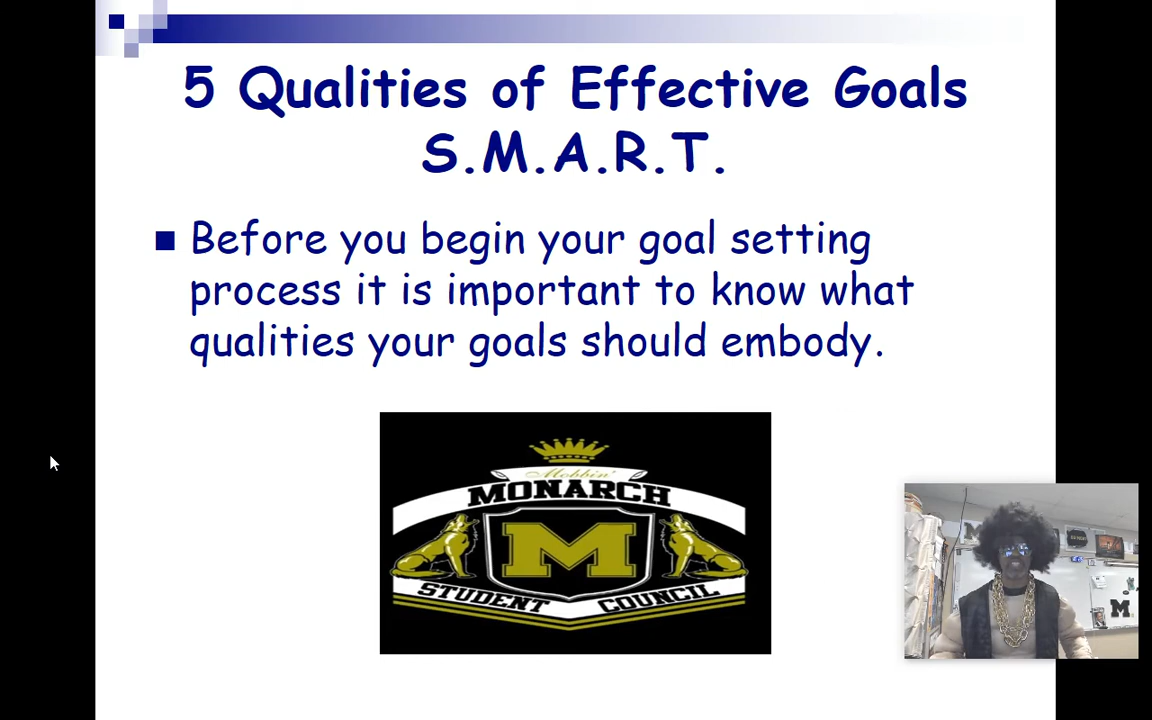 5 Qualities of Effective Goals
S.M.A.R.T.
Before you begin your goal setting
process it is important to know what
qualities your goals should embody.
Mobbin'
MONARCH
M
STUDENT COUNCIL
M